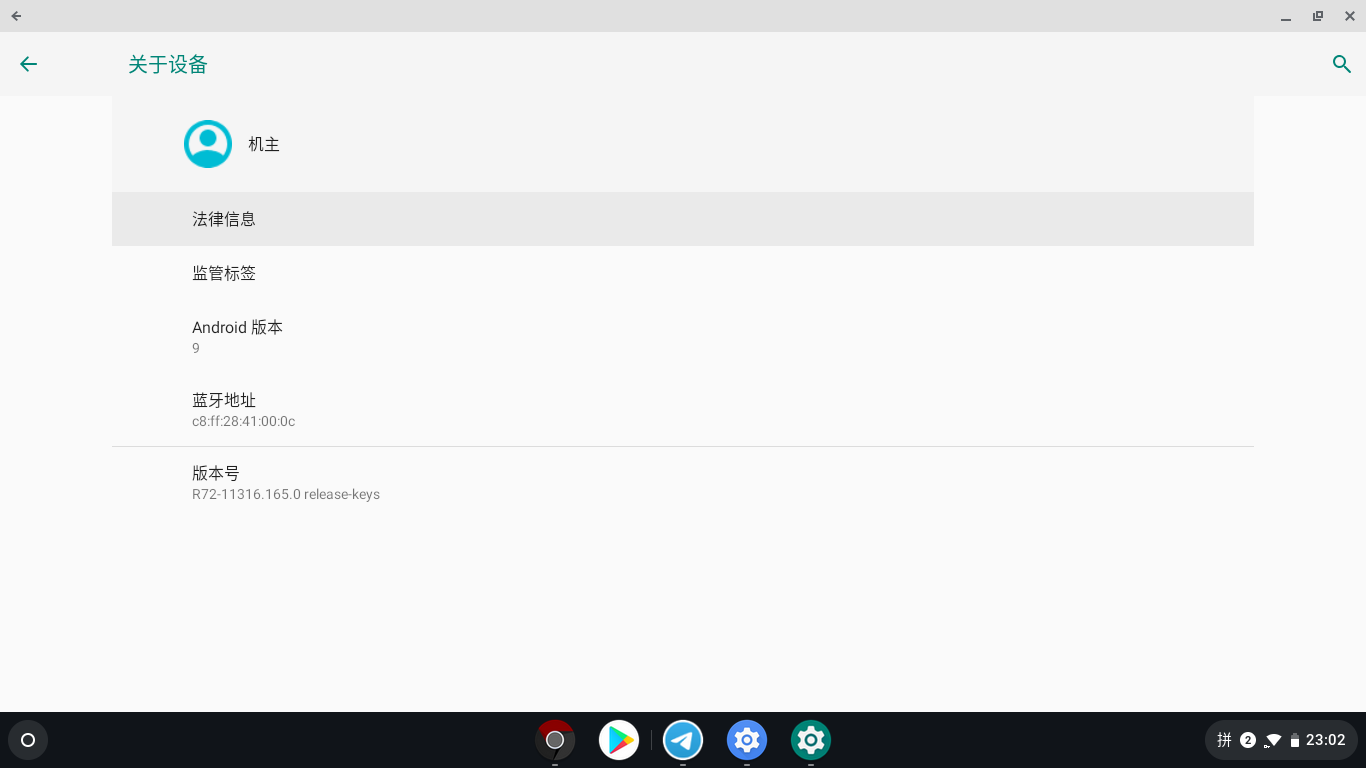 关于设备
机主
法律信息
监管标签
Android 版本
9
蓝牙地址
c8:ff:28:41:00:0c
版本号
R72-11316.165.0 release-keys
拼 2 23:02